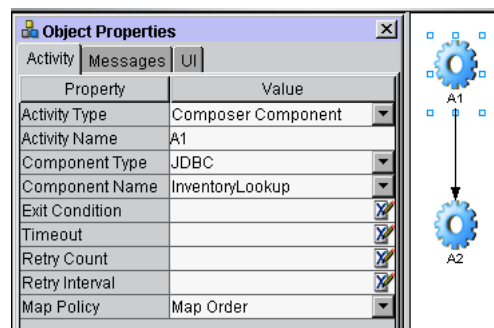 Object Properties
Activity Messages UI
Property Value
Activity Type Composer Component
Activity Name A1
Component Type JDBC
Component Name InventoryLookup
Exit Condition
Timeout
Retry Count
Retry Interval
Map Policy Map Order
A1
A2